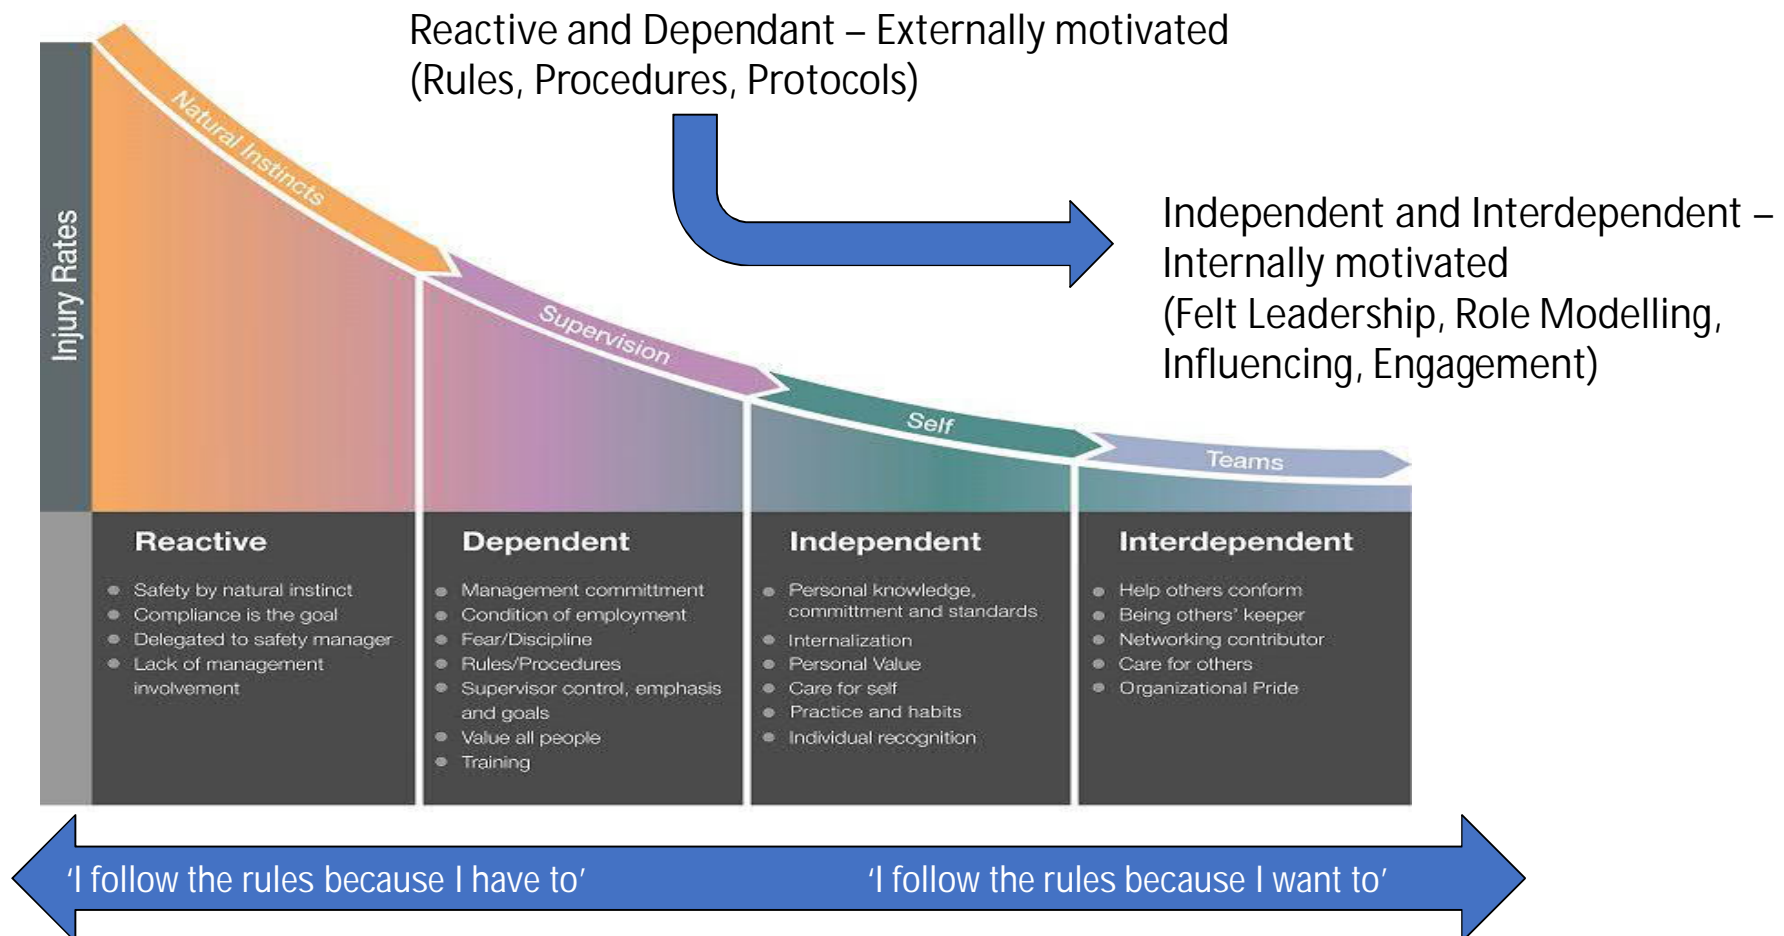 Reactive and Dependant – Externally motivated
(Rules, Procedures, Protocols)
Independent and Interdependent –
Internally motivated
(Felt Leadership, Role Modelling,
Influencing, Engagement)
Injury Rates
Natural Instincts
Supervision
Self
Teams
Reactive
Safety by natural instinct
Compliance is the goal
Delegated to safety manager
Lack of management
involvement
Dependent
Management committment
Condition of employment
Fear/Discipline
Rules/Procedures
Supervisor control, emphasis
and goals
Value all people
Training
Independent
Personal knowledge,
committment and standards
Internalization
Personal Value
Care for self
Practice and habits
Individual recognition
Interdependent
Help others conform
Being others' keeper
Networking contributor
Care for others
Organizational Pride
‘I follow the rules because I have to’
‘I follow the rules because I want to’